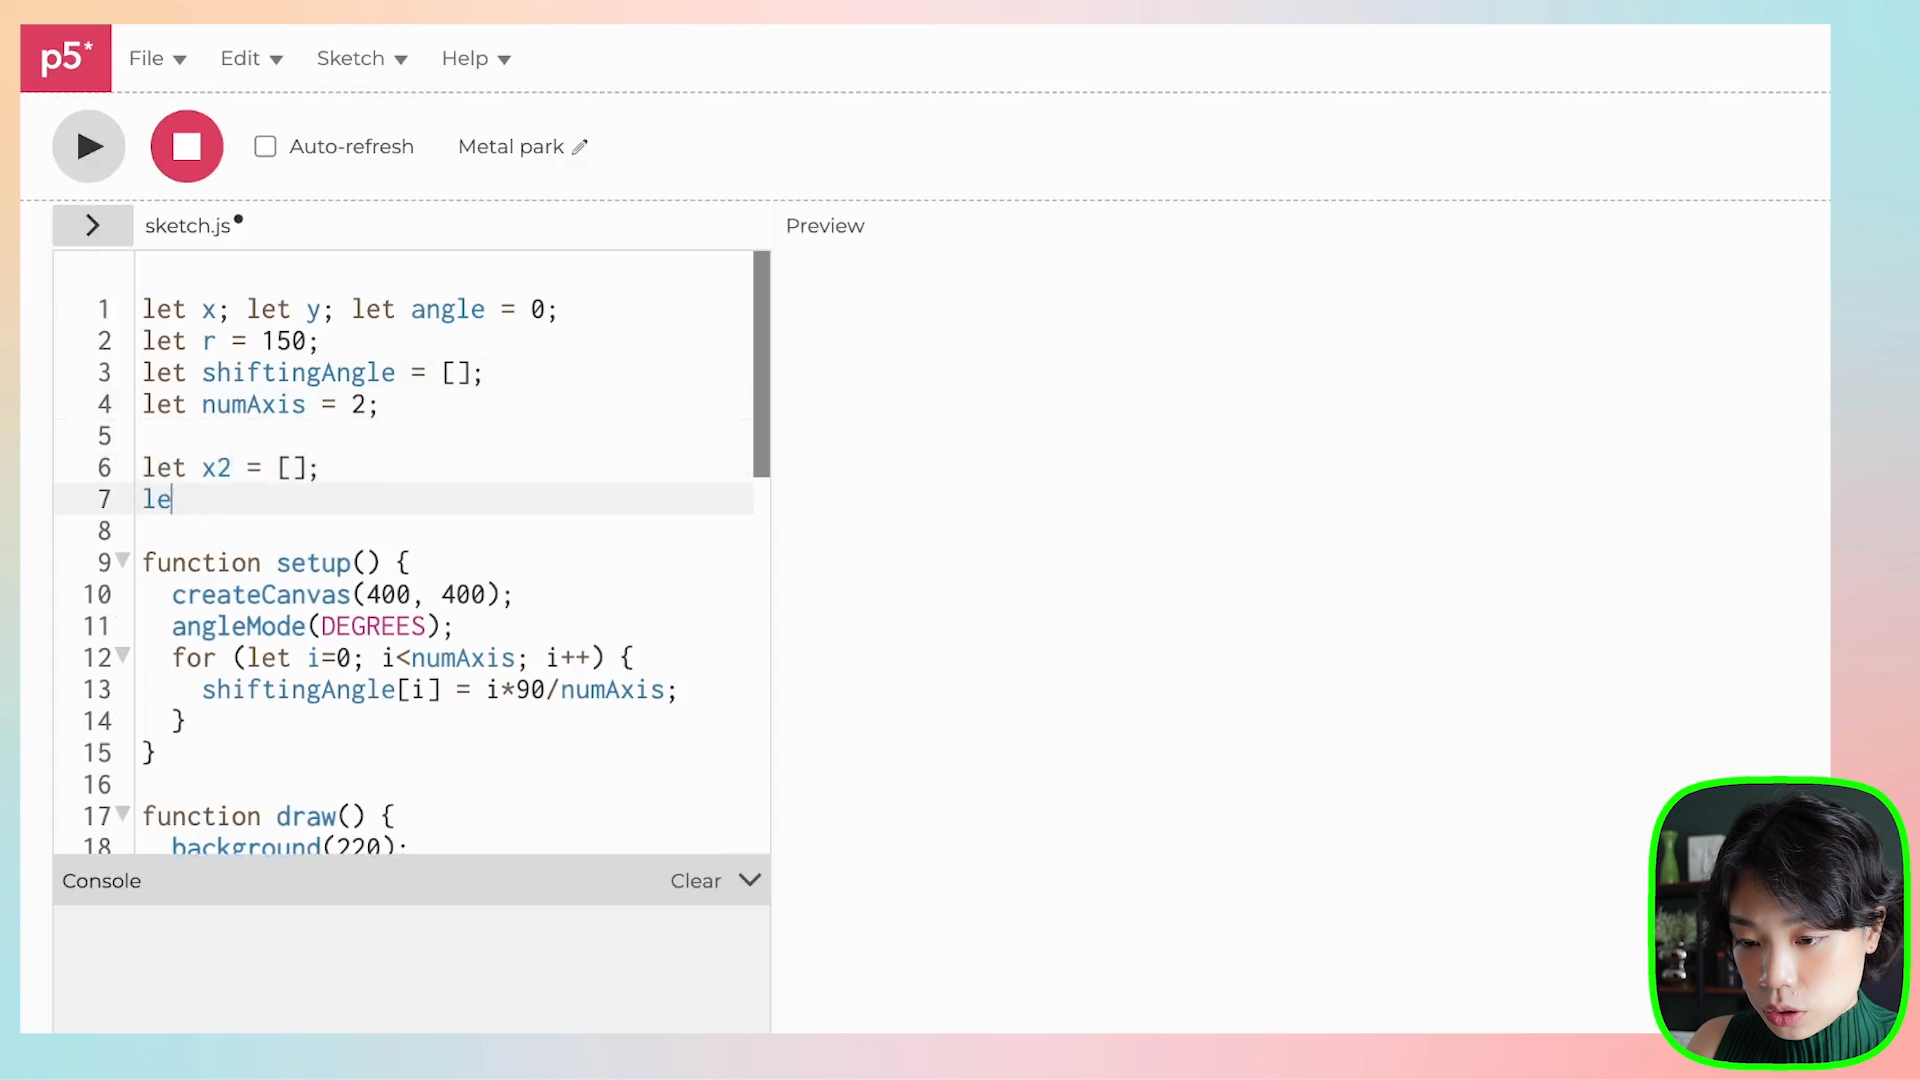 p5* File Edit Sketch Help
Auto-refresh Metal park
sketch.js Preview
1 let x; let y; let angle = 0;
2 let r = 150;
3 let shiftingAngle = [];
4 let numAxis = 2;
5
6 let x2 = [];
7 le
8
9 function setup() {
10 createCanvas(400, 400);
11 angleMode(DEGREES);
12 for (let i=0; i<numAxis; i++) {
13 shiftingAngle[i] = i*90/numAxis;
14 }
15 }
16
17 function draw() {
18 background(220);
Console Clear